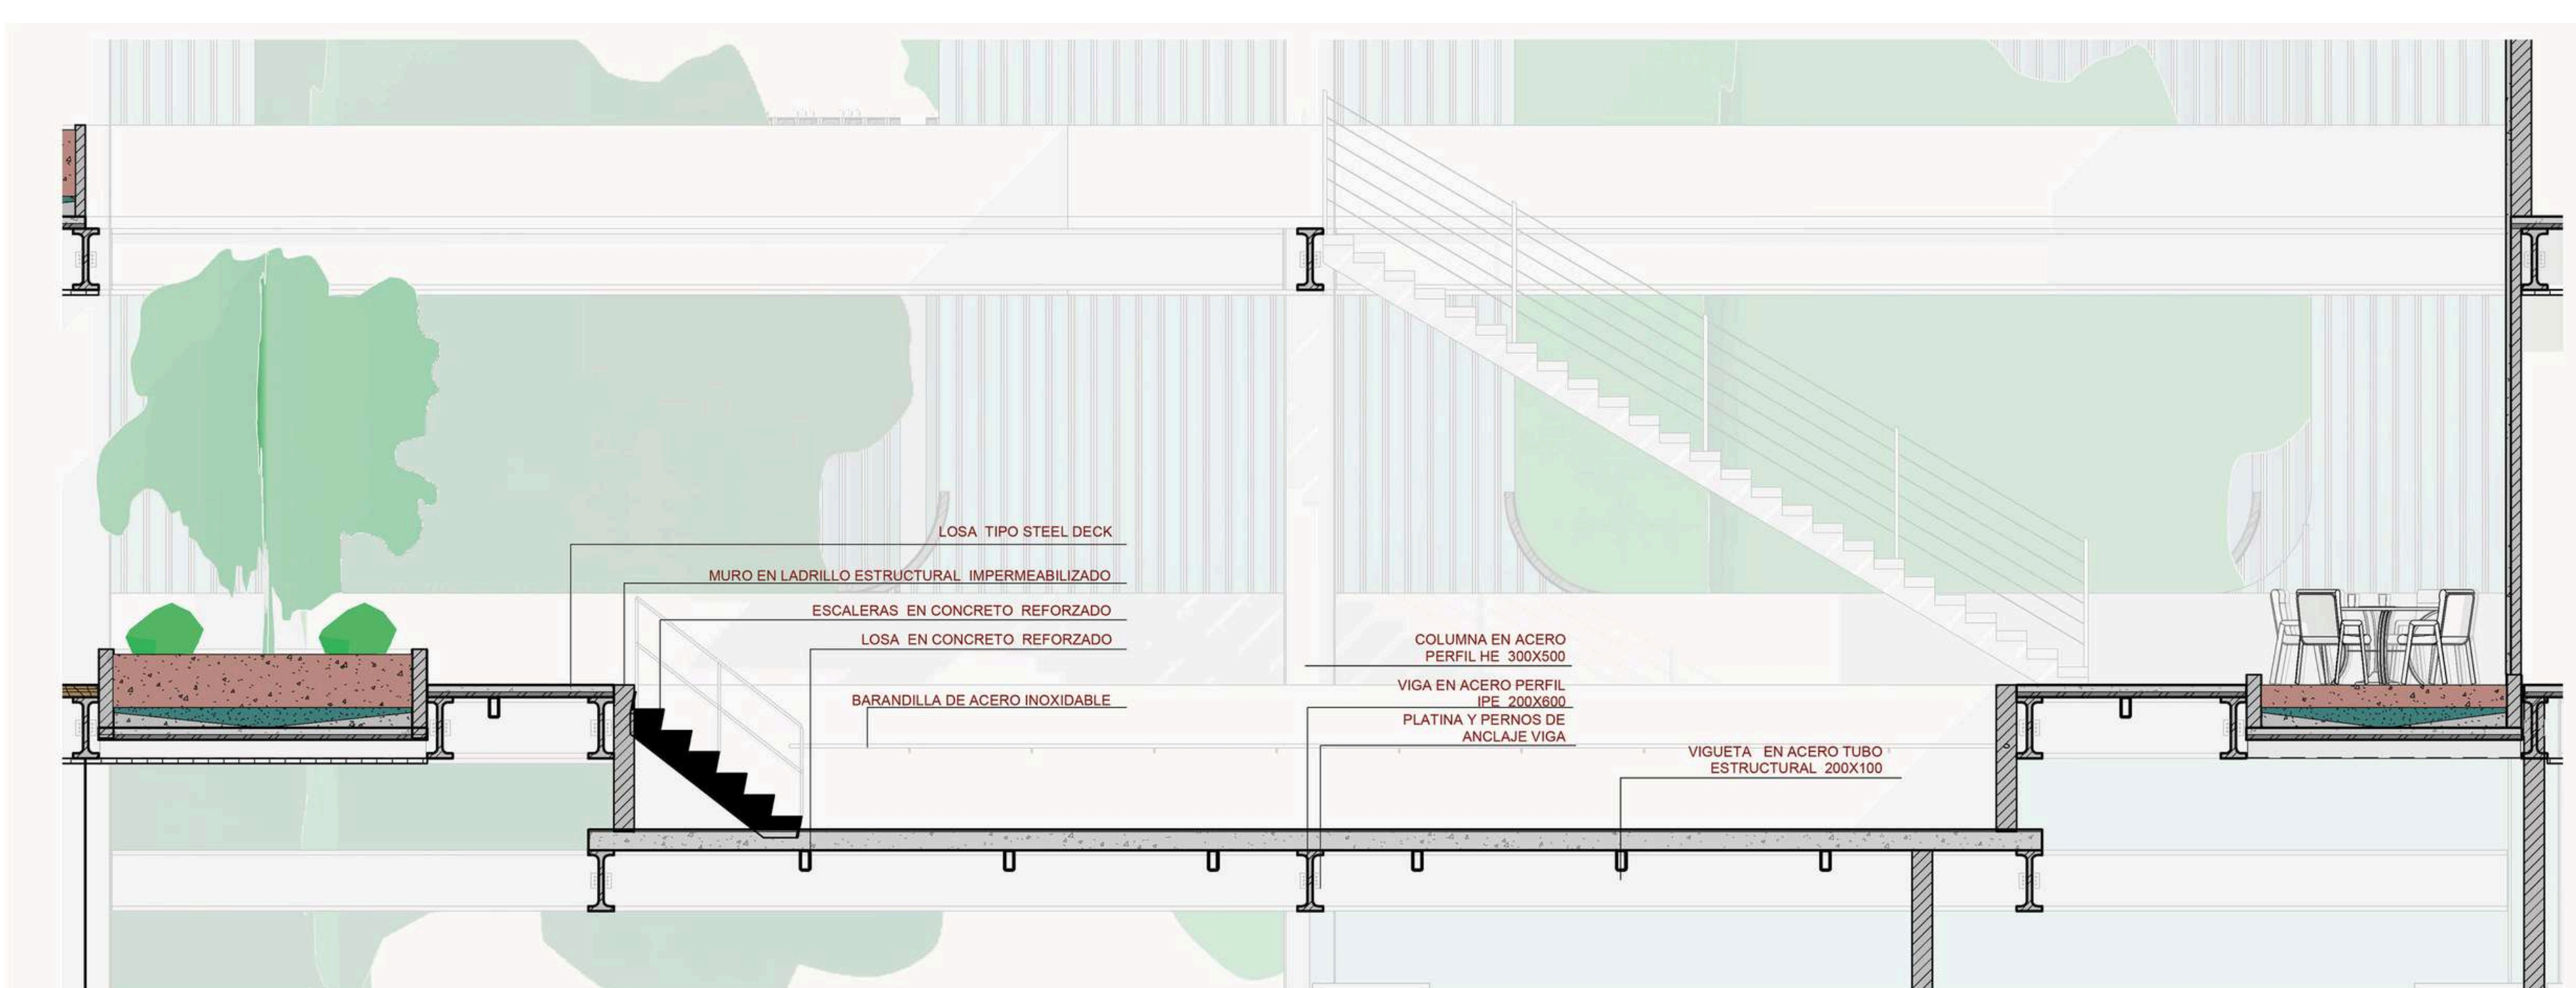 LOSA TIPO STEEL DECK
MURO EN LADRILLO ESTRUCTURAL IMPERMEABILIZADO
ESCALERAS EN CONCRETO REFORZADO
LOSA EN CONCRETO REFORZADO
BARANDILLA DE ACERO INOXIDABLE
COLUMNA EN ACERO
PERFIL HE 300X500
VIGA EN ACERO PERFIL
IPE 200X600
PLATINA Y PERNOS DE
ANCLAJE VIGA
VIGUETA EN ACERO TUBO
ESTRUCTURAL 200X100